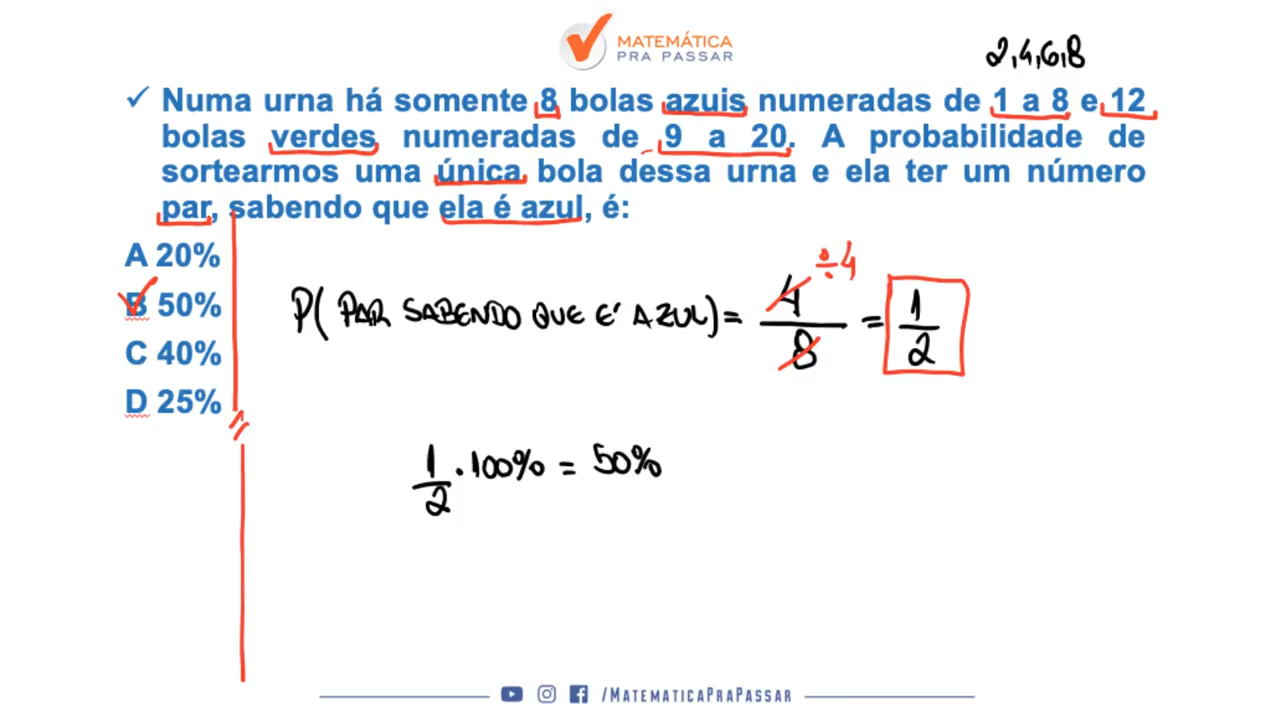 MATEMÁTICA
PRA PASSAR
2,4,6,8
✓ Numa urna há somente 8 bolas azuis numeradas de 1 a 8 e 12
bolas verdes numeradas de 9 a 20. A probabilidade de
sortearmos uma única bola dessa urna e ela ter um número
par, sabendo que ela é azul, é:
A 20%
B 50%
C 40%
D 25%
P( PAR SABENDO QUE É AZUL) = 4/8 = 1/2
÷4
1/2 . 100% = 50%
/MATEMATICAPRAPASSAR